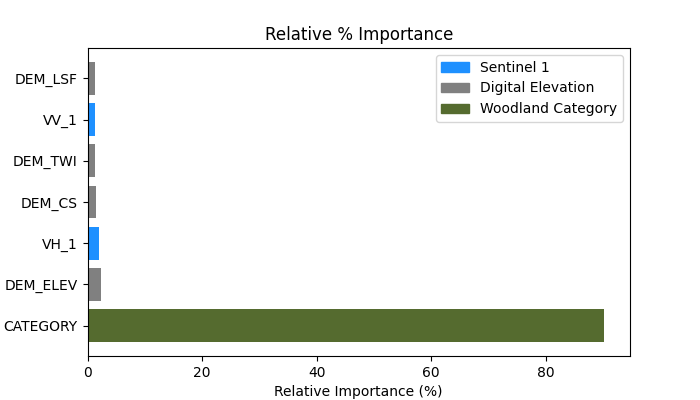 Relative % Importance
Sentinel 1
Digital Elevation
Woodland Category
DEM_LSF
VV_1
DEM_TWI
DEM_CS
VH_1
DEM_ELEV
CATEGORY
0 20 40 60 80
Relative Importance (%)